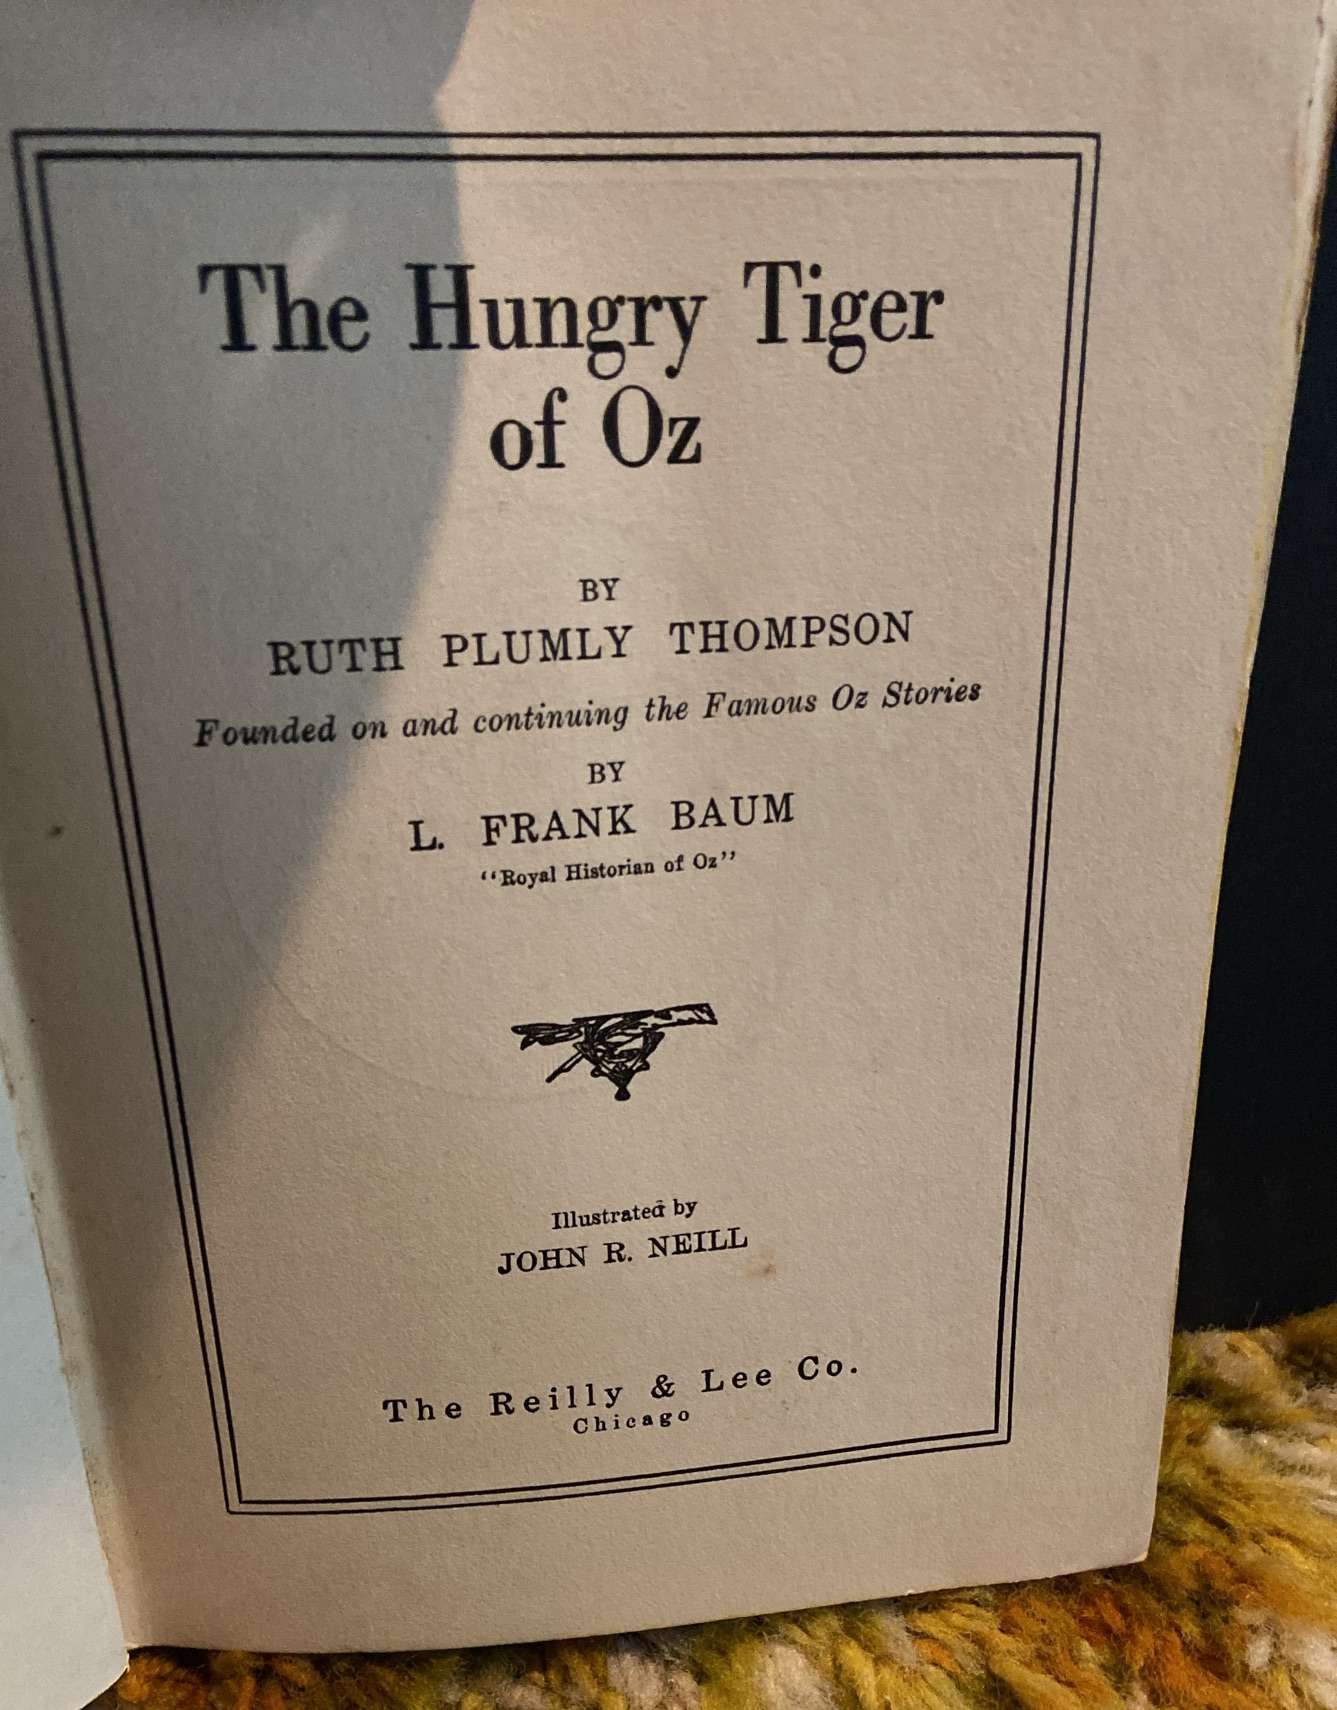 The Hungry Tiger
of Oz
BY
RUTH PLUMLY THOMPSON
Founded on and continuing the Famous Oz Stories
BY
L. FRANK BAUM
"Royal Historian of Oz"
Illustrated by
JOHN R. NEILL
The Reilly & Lee Co.
Chicago